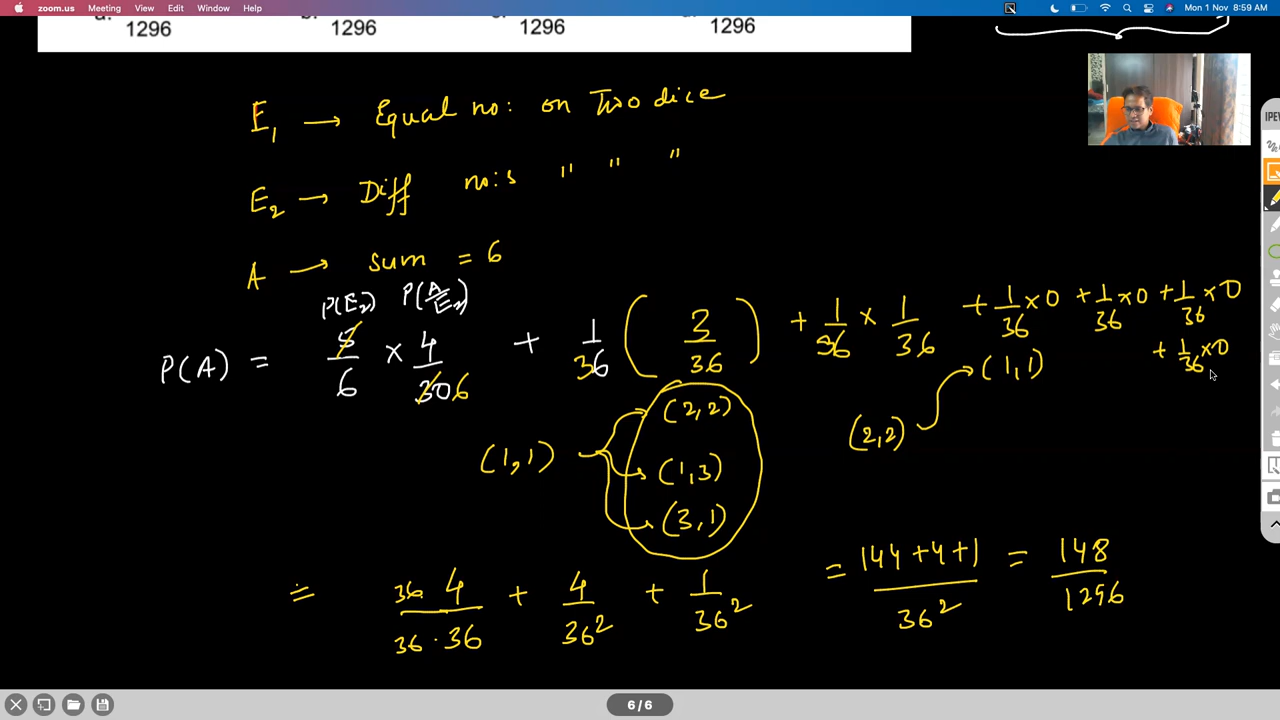 zoom.us Meeting View Edit Window Help Mon 1 Nov 8:59 AM
1296 1296 1296 1296
E1 → Equal no: on Two dice
E2 → Diff no:s " " "
A → sum = 6
P(E2) P(A/E2)
P(A) = 5/6 × 4/30 6 + 1/36 (3/36) + 1/36 × 1/36 + 1/36 × 0 + 1/36 × 0 + 1/36 × 0
+ 1/36 × 0
(1,1)
(2,2)
(2,2)
(1,1) (1,3)
(3,1)
= 36·4/36·36 + 4/36² + 1/36² = 144+4+1/36² = 148/1296
6/6